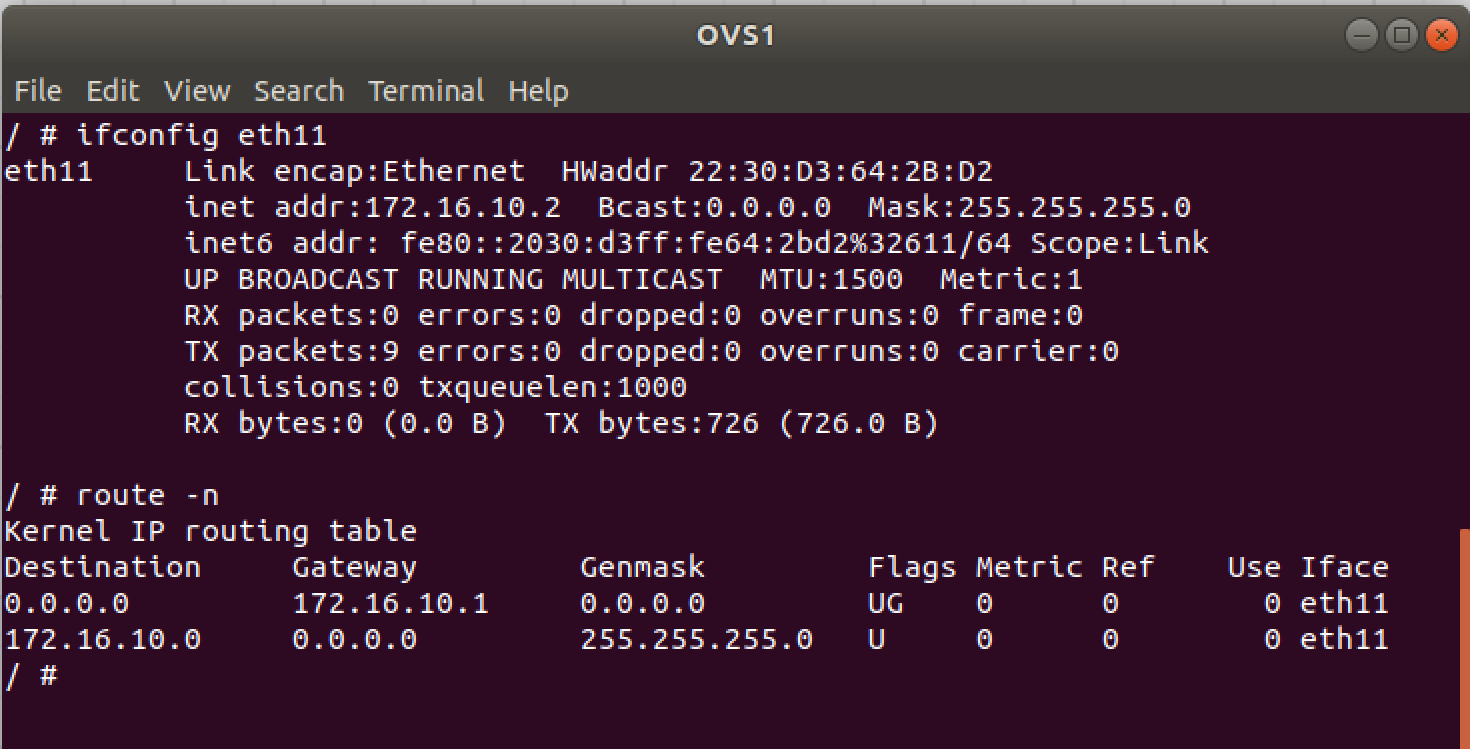 OVS1
File Edit View Search Terminal Help
/ # ifconfig eth11
eth11     Link encap:Ethernet  HWaddr 22:30:D3:64:2B:D2
          inet addr:172.16.10.2  Bcast:0.0.0.0  Mask:255.255.255.0
          inet6 addr: fe80::2030:d3ff:fe64:2bd2%32611/64 Scope:Link
          UP BROADCAST RUNNING MULTICAST  MTU:1500  Metric:1
          RX packets:0 errors:0 dropped:0 overruns:0 frame:0
          TX packets:9 errors:0 dropped:0 overruns:0 carrier:0
          collisions:0 txqueuelen:1000
          RX bytes:0 (0.0 B)  TX bytes:726 (726.0 B)
/ # route -n
Kernel IP routing table
Destination     Gateway         Genmask         Flags Metric Ref    Use Iface
0.0.0.0         172.16.10.1     0.0.0.0         UG    0      0        0 eth11
172.16.10.0     0.0.0.0         255.255.255.0   U     0      0        0 eth11
/ #